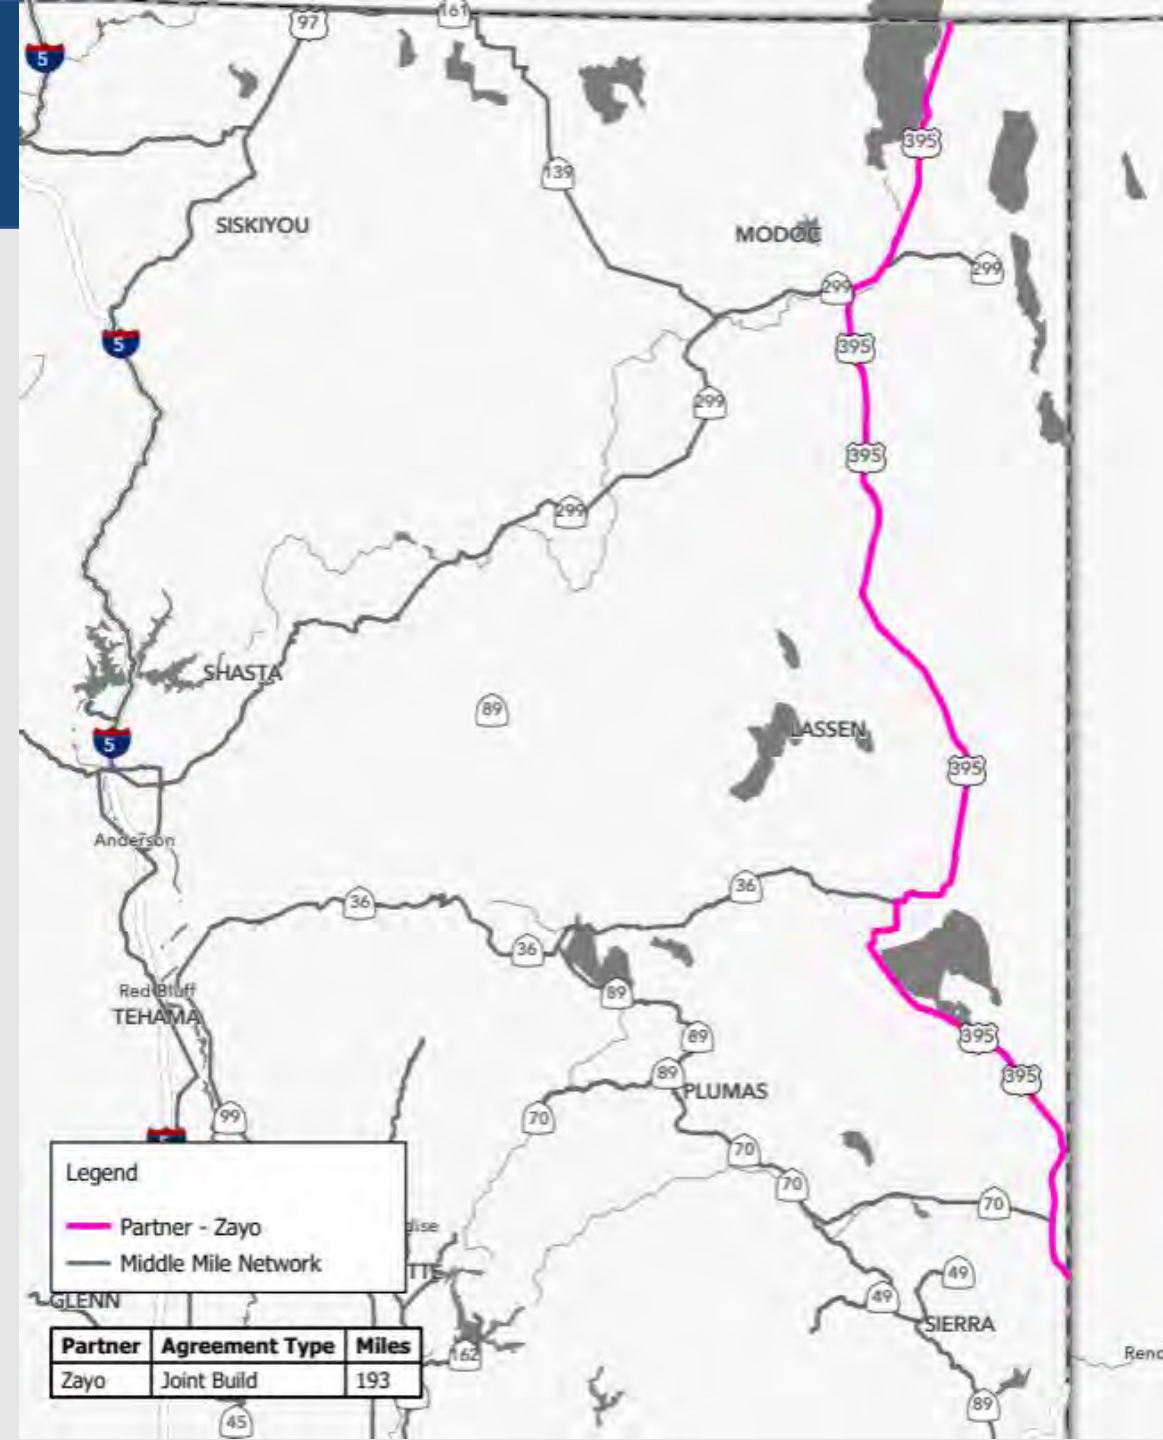 161
97
5
395
139
SISKIYOU
MODOC
299
299
5
395
299
395
299
SHASTA
89
LASSEN
5
395
Anderson
36
36
36
Red Bluff
89
TEHAMA
395
89
89
395
PLUMAS
99
70
70
Legend
70
70
Partner - Zayo
Middle Mile Network
49
49
GLENN
SIERRA
Partner Agreement Type Miles
Zayo Joint Build 193
162
Reno
89
45